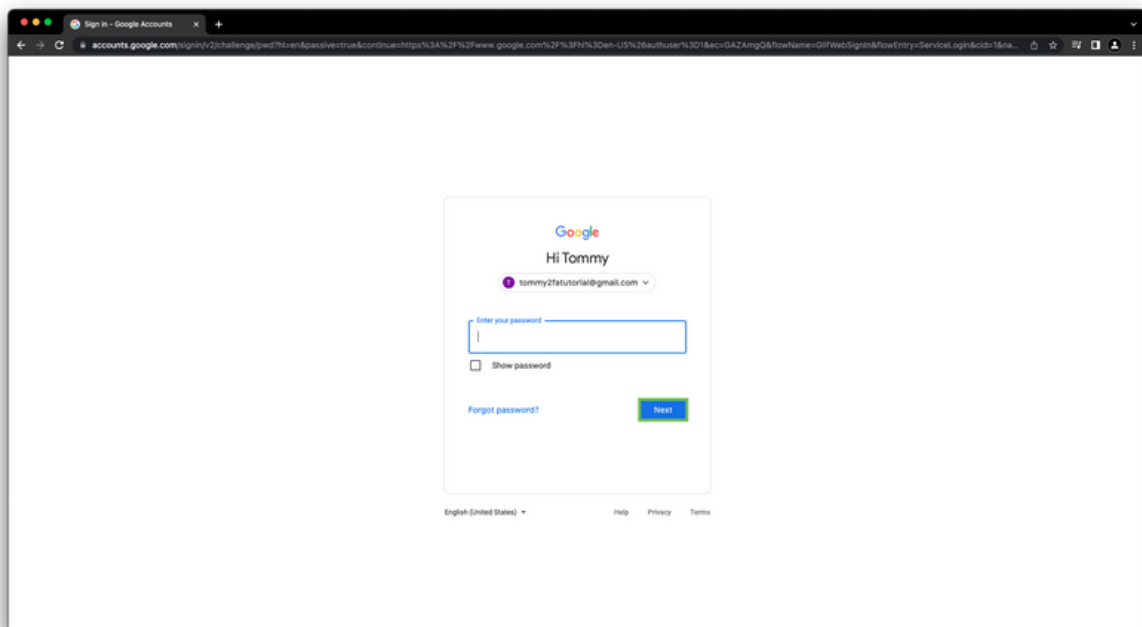 Sign in - Google Accounts
accounts.google.com/signin/v2/challenge/pwd?hl=en&passive=true&continue=https%3A%2F%2Fwww.google.com%2F%3Fhl%3Den-US%26authuser%3D1&ec=GAZAmgQ&flowName=GlifWebSignin&flowEntry=ServiceLogin&cid=1&na...
Google
Hi Tommy
T tommy2fatutorial@gmail.com
Enter your password
Show password
Forgot password? Next
English (United States) Help Privacy Terms